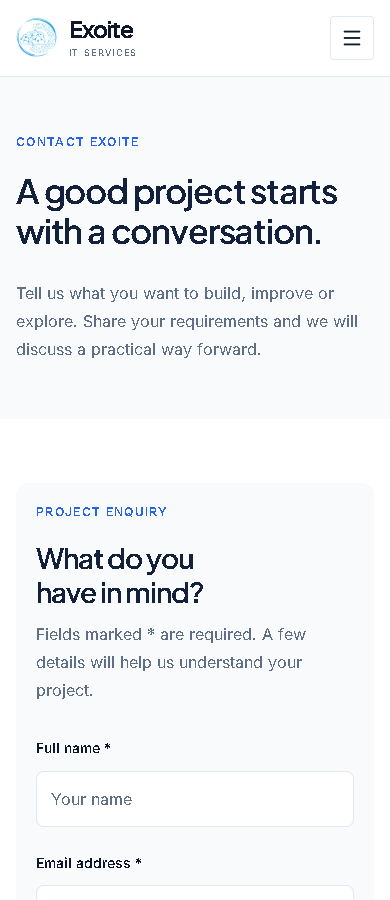 Exoite
IT SERVICES
CONTACT EXOITE
A good project starts
with a conversation.
Tell us what you want to build, improve or
explore. Share your requirements and we will
discuss a practical way forward.
PROJECT ENQUIRY
What do you
have in mind?
Fields marked * are required. A few
details will help us understand your
project.
Full name *
Your name
Email address *